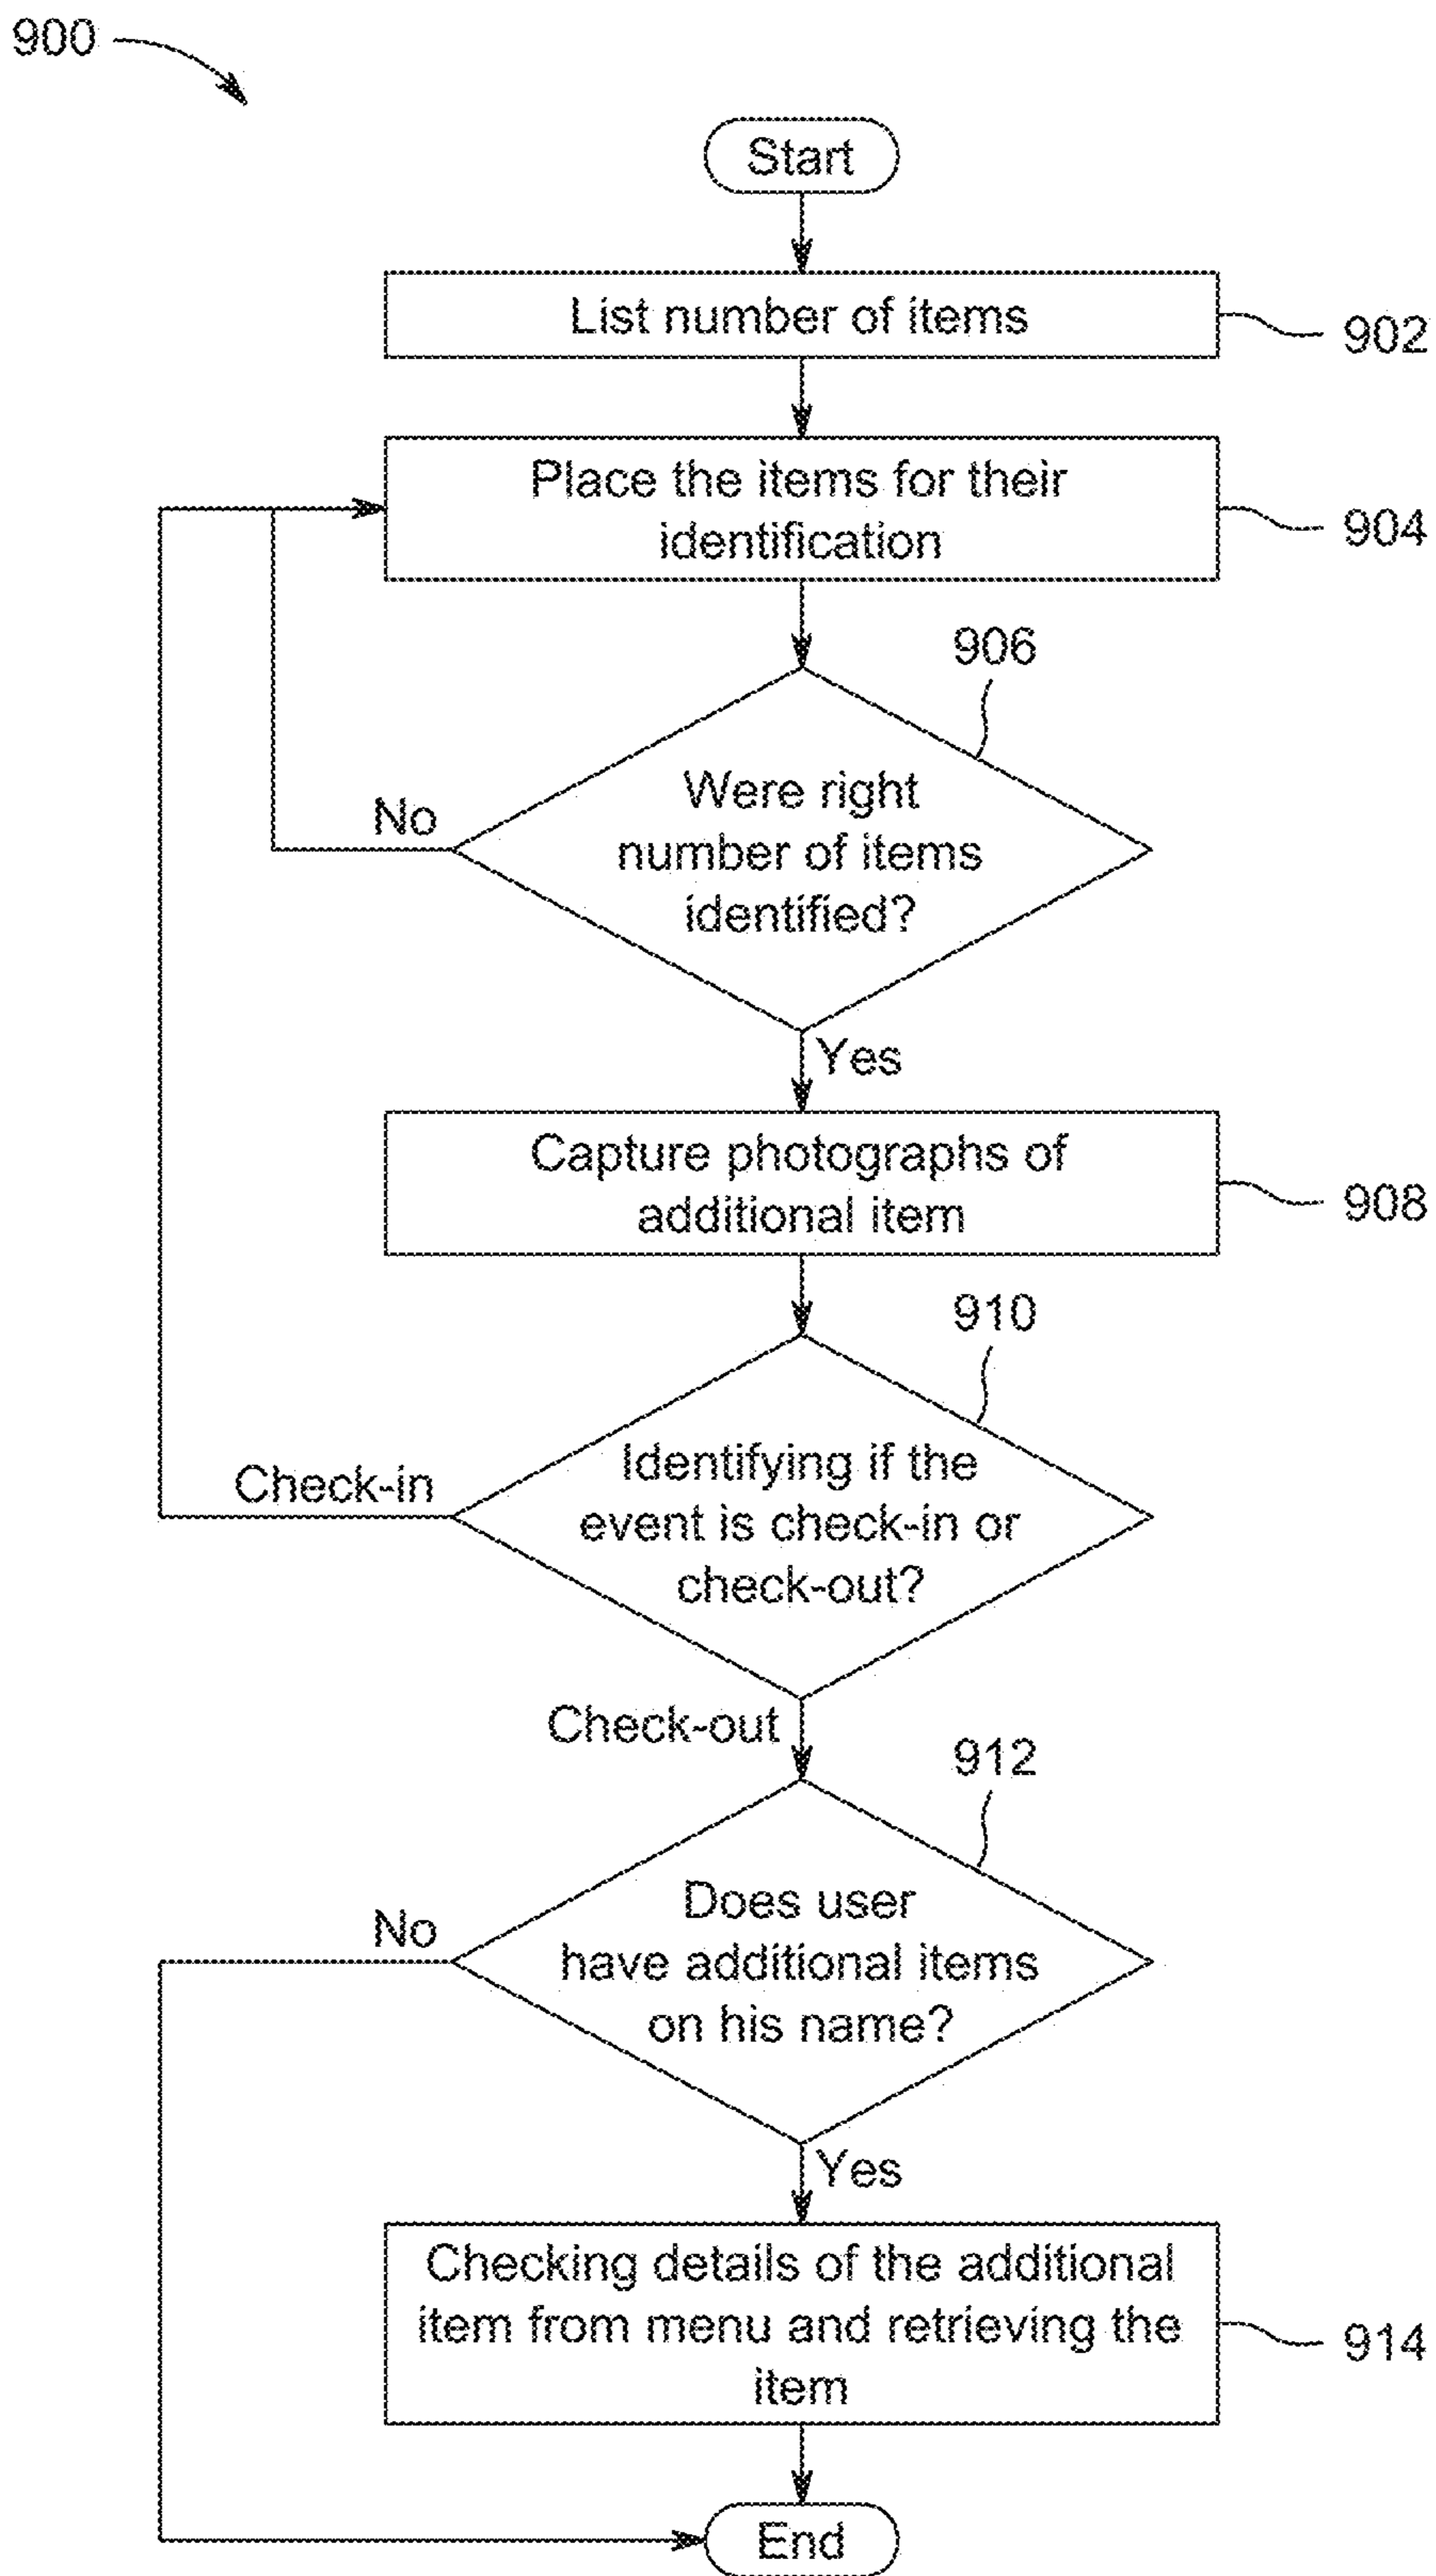 900
Start
List number of items
902
Place the items for their
identification
904
906
Were right
number of items
identified?
No
Yes
Capture photographs of
additional item
908
910
Identifying if the
event is check-in or
check-out?
Check-in
Check-out
912
Does user
have additional items
on his name?
No
Yes
Checking details of the additional
item from menu and retrieving the
item
914
End